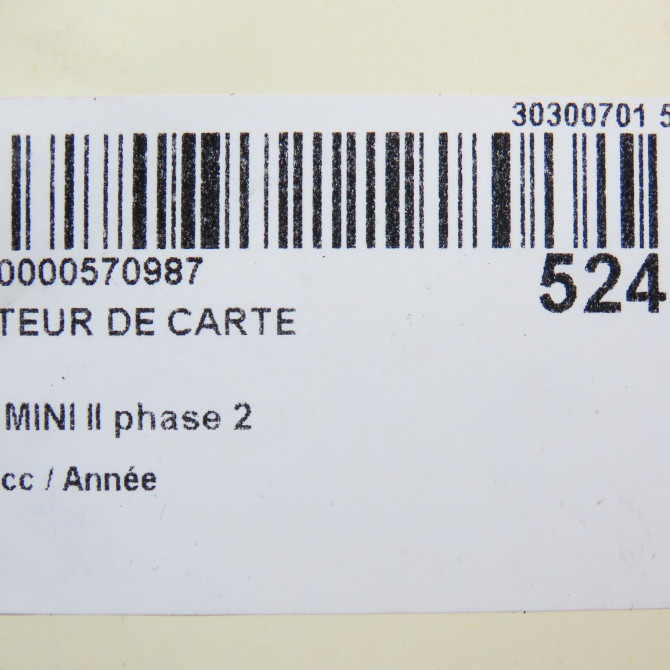 30300701 5
0000570987
524
TEUR DE CARTE
MINI II phase 2
cc / Année